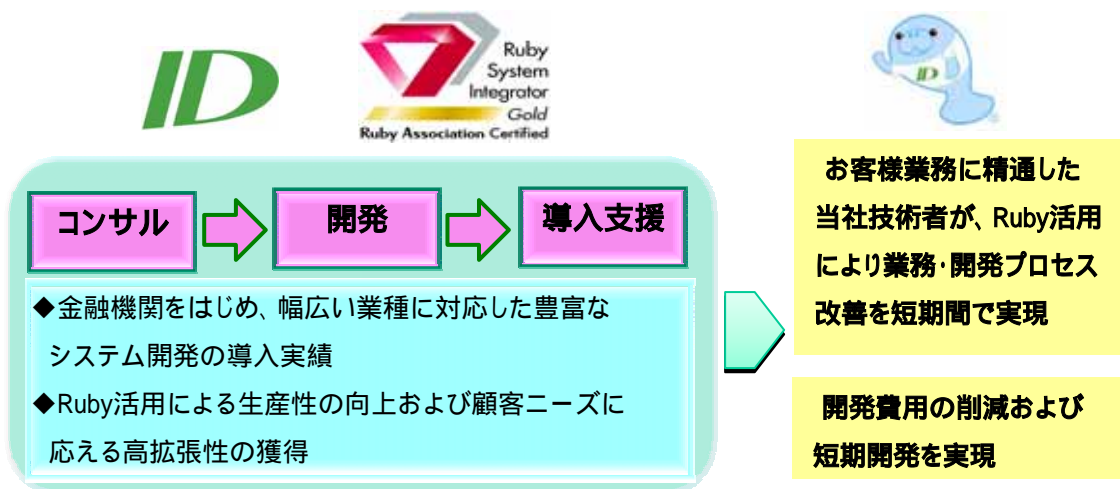 ID
Ruby
System
Integrator
Gold
Ruby Association Certified
ID
コンサル
開発
導入支援
◆金融機関をはじめ、幅広い業種に対応した豊富な
システム開発の導入実績
◆Ruby活用による生産性の向上および顧客ニーズに
応える高拡張性の獲得
お客様業務に精通した
当社技術者が、Ruby活用
により業務・開発プロセス
改善を短期間で実現
開発費用の削減および
短期開発を実現